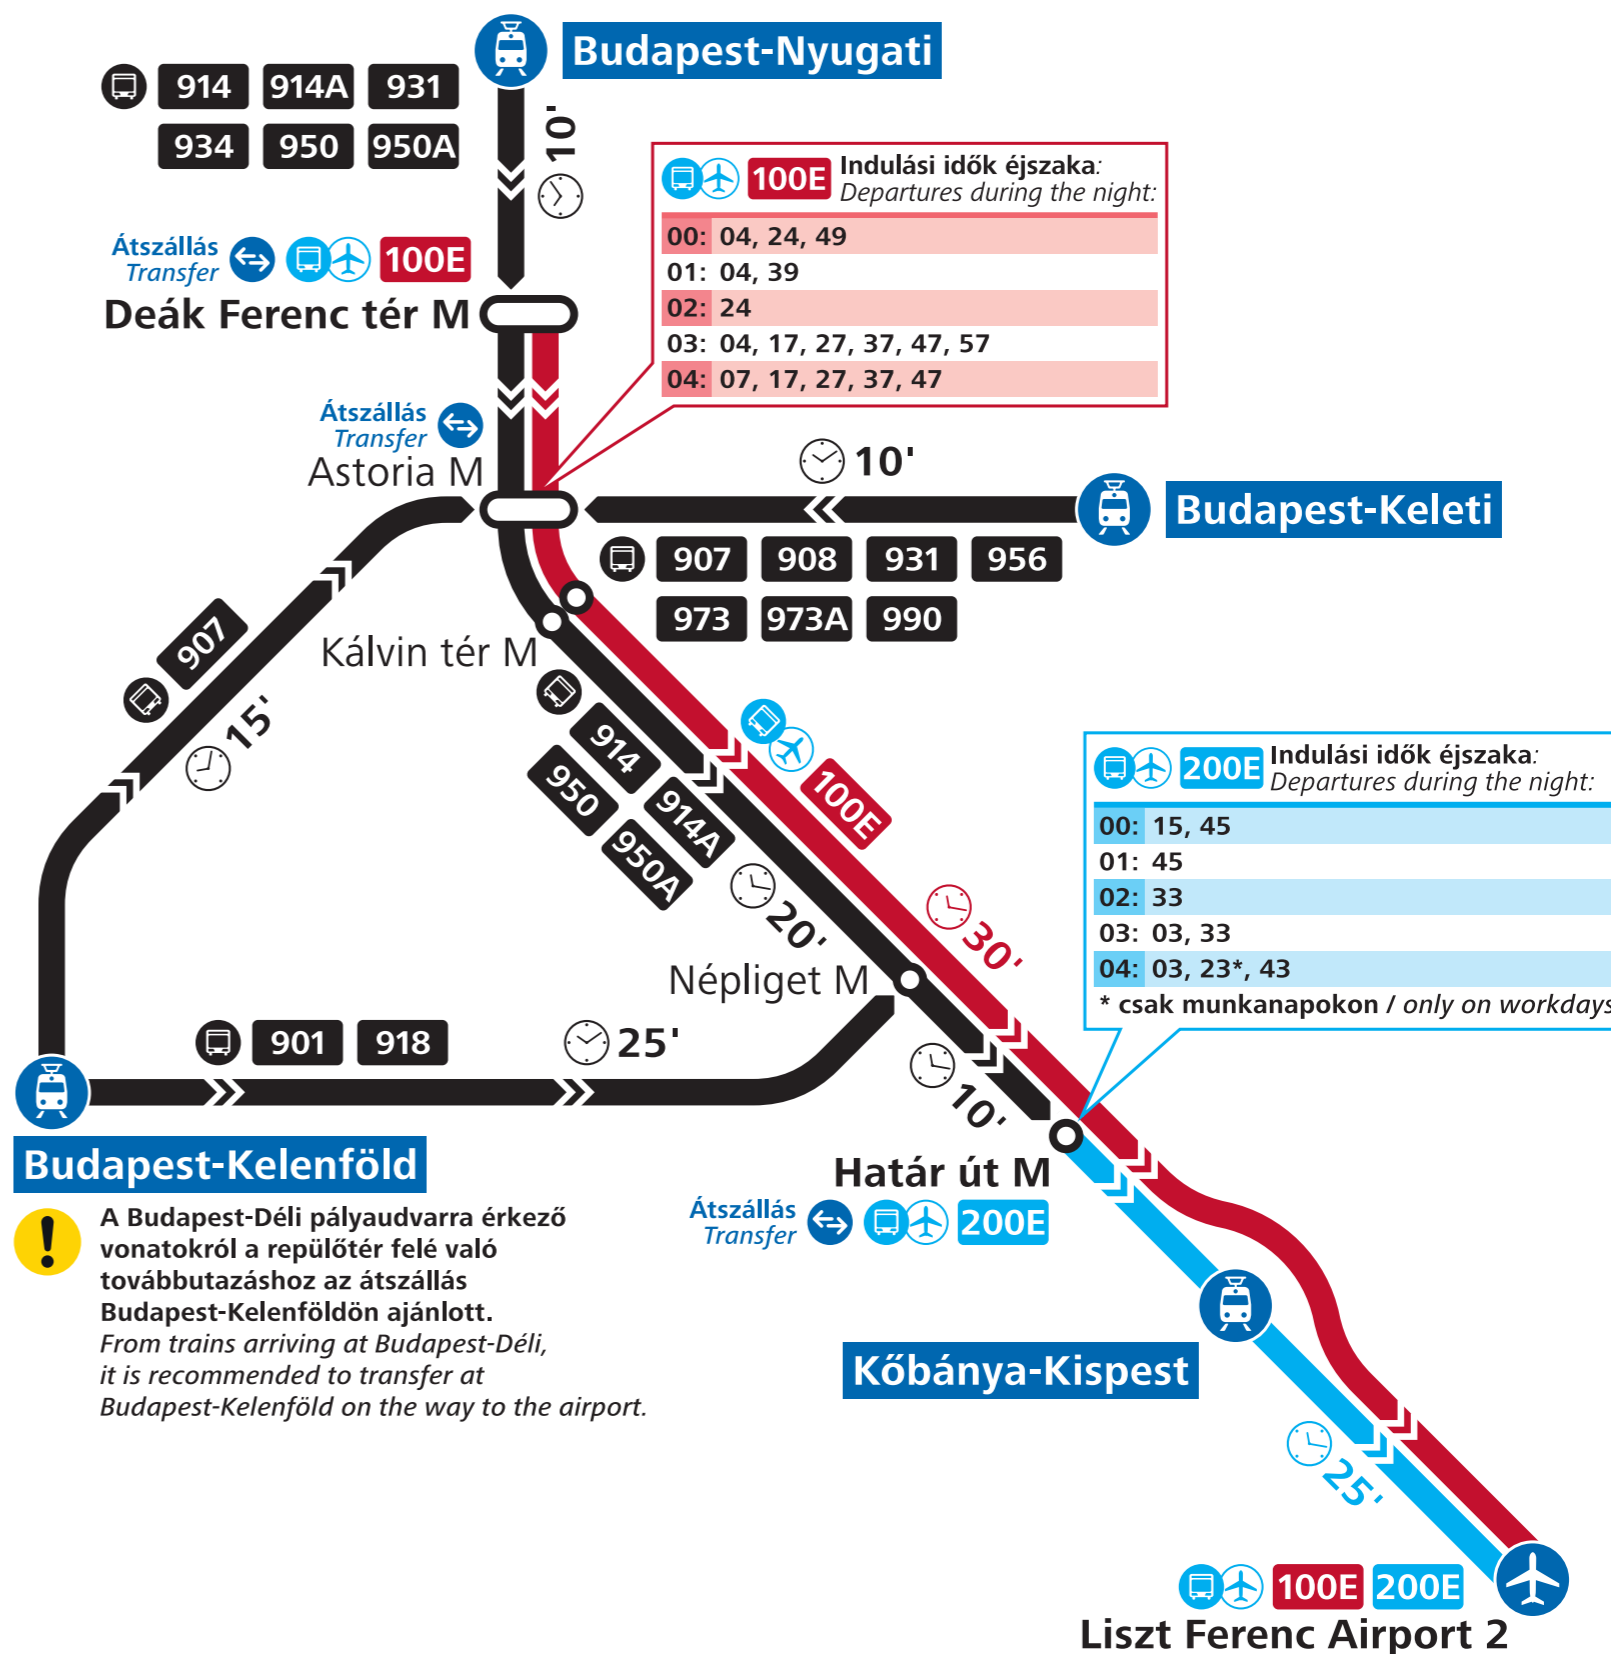 Budapest-Nyugati
914 914A 931
934 950 950A
10'
100E Indulási idők éjszaka:
Departures during the night:
00: 04, 24, 49
01: 04, 39
02: 24
03: 04, 17, 27, 37, 47, 57
04: 07, 17, 27, 37, 47
Átszállás
Transfer
100E
Deák Ferenc tér M
Átszállás
Transfer
Astoria M
10'
Budapest-Keleti
907 908 931 956
973 973A 990
907
15'
Kálvin tér M
914
950
914A
950A
20'
100E
30'
200E Indulási idők éjszaka:
Departures during the night:
00: 15, 45
01: 45
02: 33
03: 03, 33
04: 03, 23*, 43
* csak munkanapokon / only on workdays
Népliget M
901 918
25'
10'
Budapest-Kelenföld
Határ út M
Átszállás
Transfer
200E
! A Budapest-Déli pályaudvarra érkező
vonatokról a repülőtér felé való
továbbutazáshoz az átszállás
Budapest-Kelenföldön ajánlott.
From trains arriving at Budapest-Déli,
it is recommended to transfer at
Budapest-Kelenföld on the way to the airport.
Kőbánya-Kispest
25'
100E 200E
Liszt Ferenc Airport 2